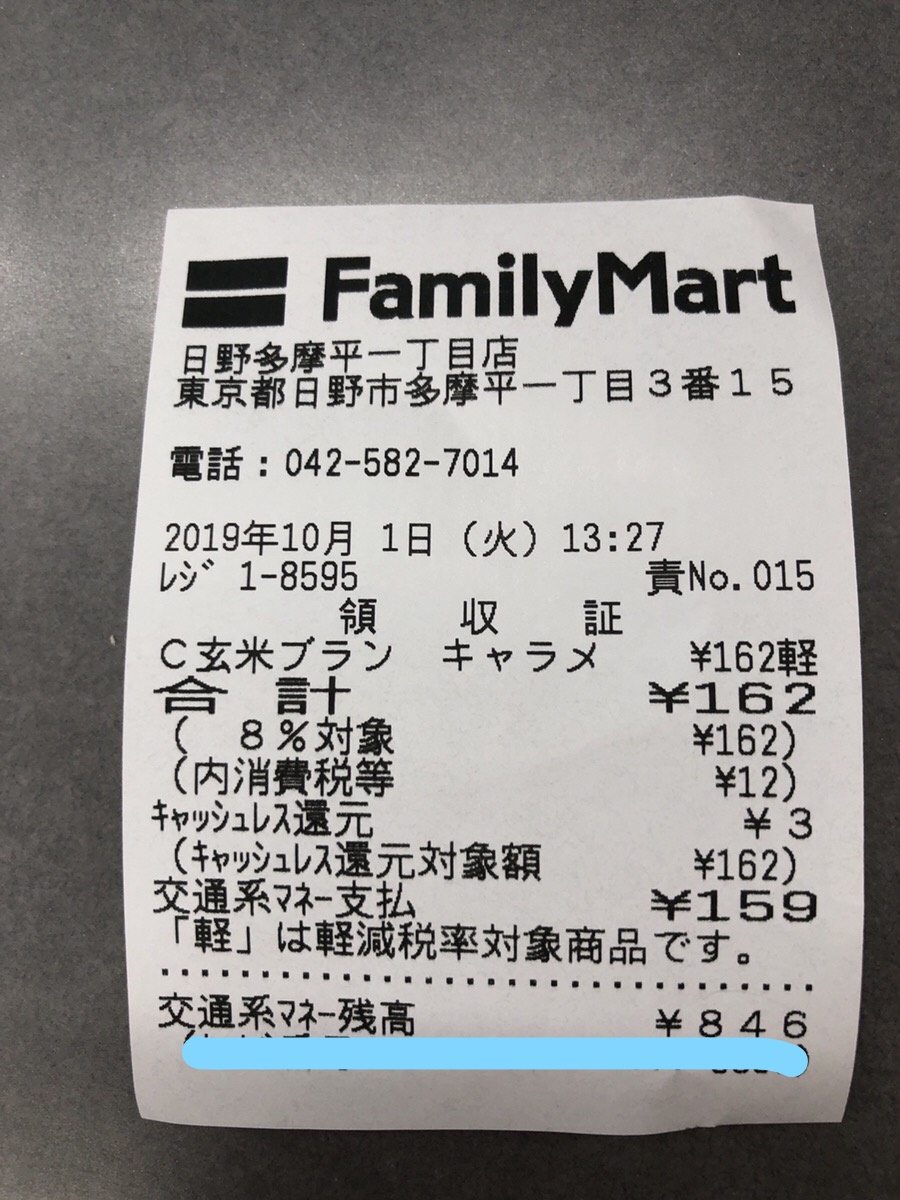 FamilyMart
日野多摩平一丁目店
東京都日野市多摩平一丁目3番15
電話：042-582-7014
2019年10月 1日（火）13:27
ﾚｼﾞ 1-8595 責No.015
領 収 証
C玄米ブラン キャラメ ¥162軽
合 計 ¥162
( 8%対象 ¥162)
(内消費税等 ¥12)
ｷｬｯｼｭﾚｽ還元 ¥3
(ｷｬｯｼｭﾚｽ還元対象額 ¥162)
交通系ﾏﾈｰ支払 ¥159
「軽」は軽減税率対象商品です。
交通系ﾏﾈｰ残高 ¥846